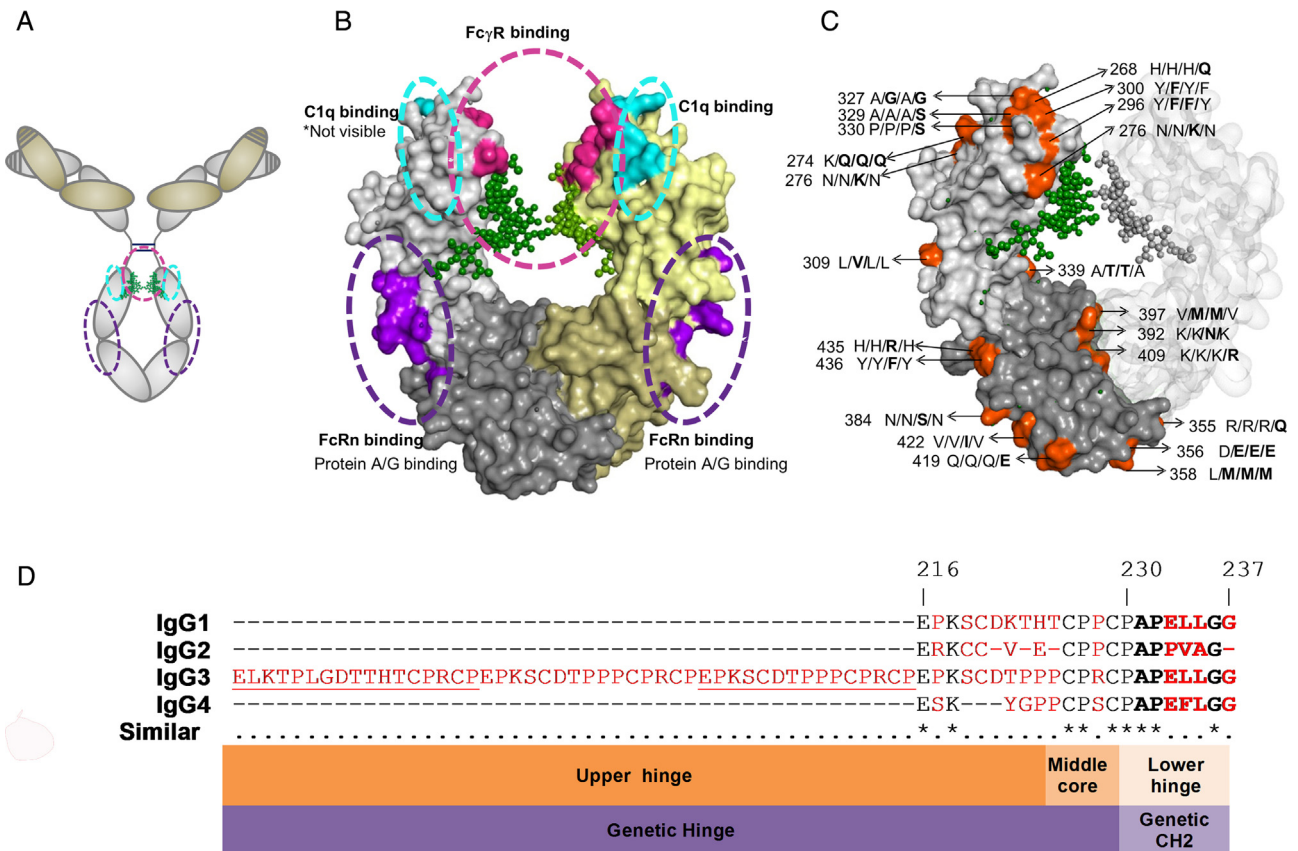 A
B
FcγR binding
C1q binding
*Not visible
C1q binding
FcRn binding
Protein A/G binding
FcRn binding
Protein A/G binding
C
268 H/H/H/Q
300 Y/F/Y/F
296 Y/F/F/Y
276 N/N/K/N
327 A/G/A/G
329 A/A/A/S
330 P/P/P/S
274 K/Q/Q/Q
276 N/N/K/N
309 L/V/L/L
339 A/T/T/A
397 V/M/M/V
392 K/K/N/K
409 K/K/K/R
435 H/H/R/H
436 Y/Y/F/Y
384 N/N/S/N
422 V/V/I/V
419 Q/Q/Q/E
355 R/R/R/Q
356 D/E/E/E
358 L/M/M/M
D
216 230 237
IgG1 EPKSCDKTHTCPPCPAPELLGG
IgG2 ERKCC-V-E-CPPCPAPPVAG-
IgG3 ELKTPLGDTTHTCPRCPEPKSCDTPPPCPRCPEPKSCDTPPPCPRCPEPKSCDTPPPCPRCPAPELLGG
IgG4 ESK---YGPPCPSCPAPEFLGG
Similar * * ** **** *
Upper hinge Middle core Lower hinge
Genetic Hinge Genetic CH2